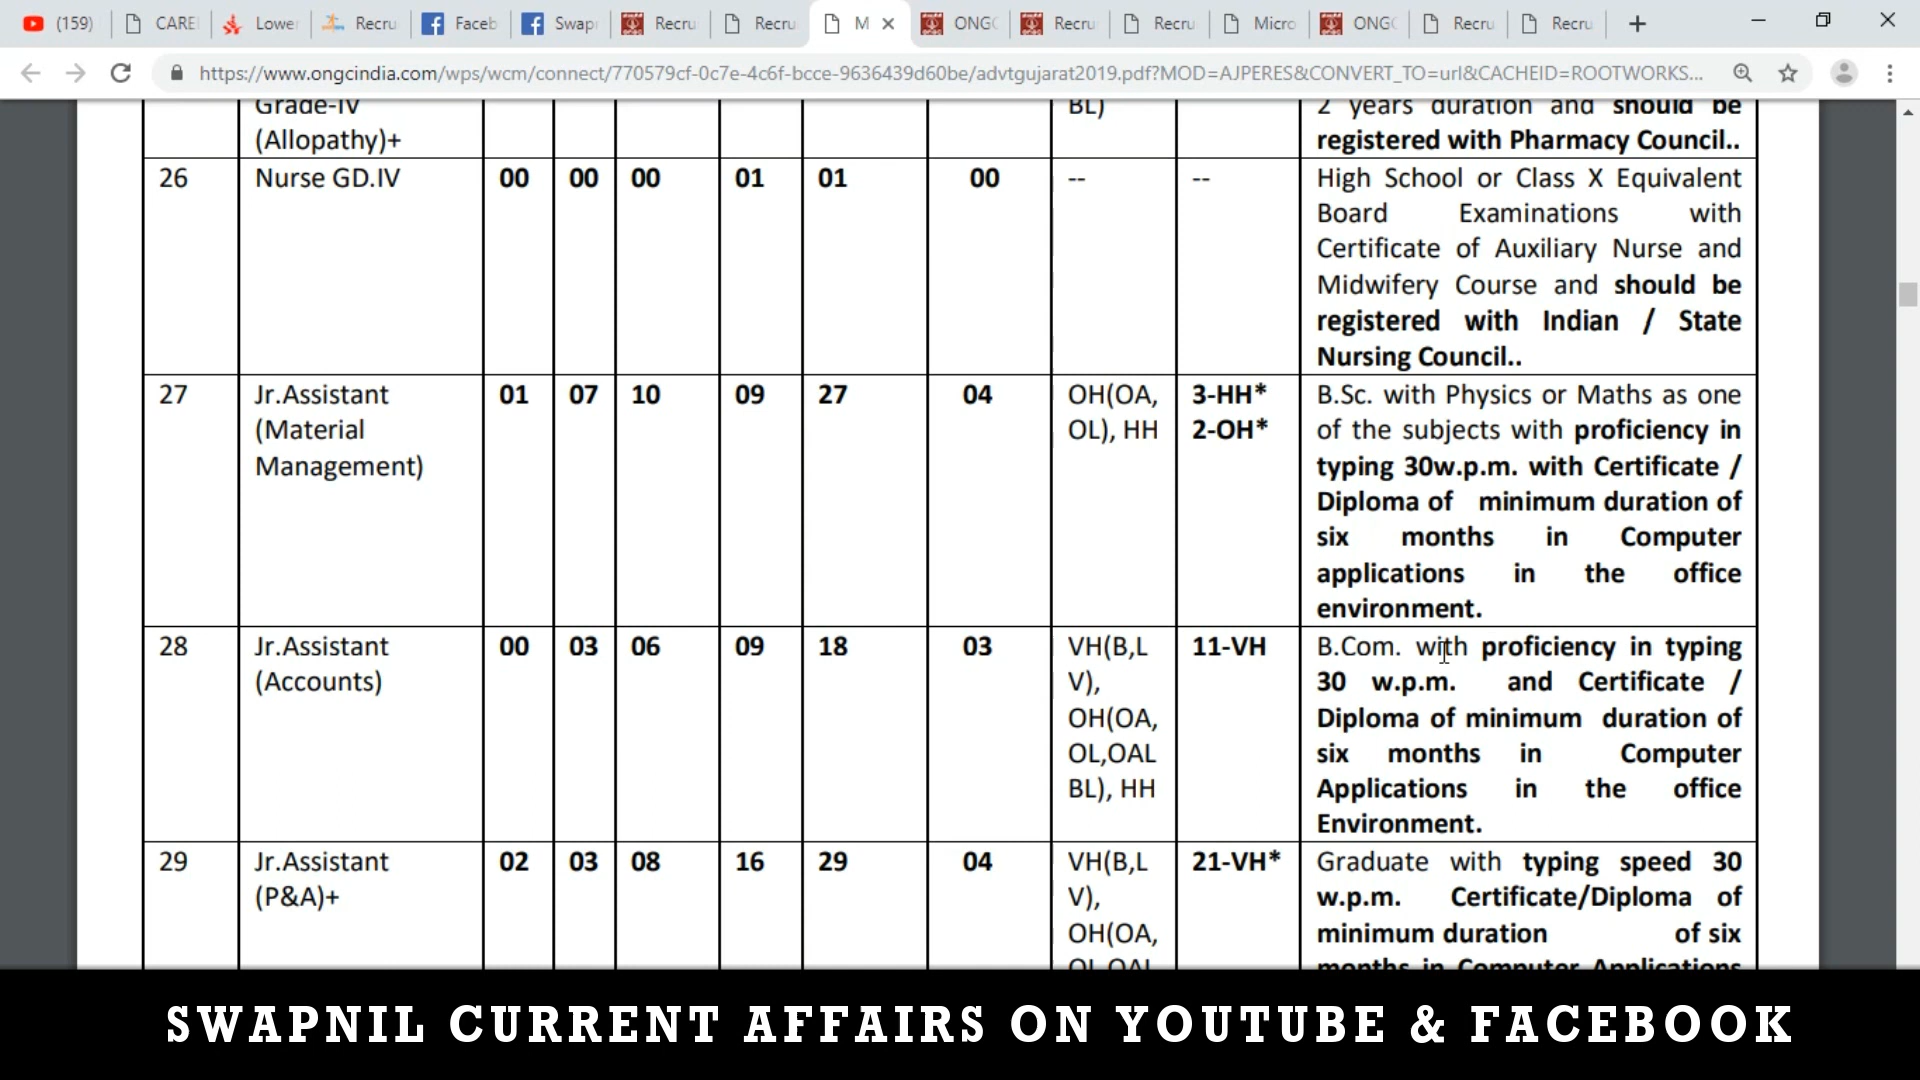 (159)
CARE
Lower
Recru
Faceb
Swap
Recru
Recru
M
ONGC
Recru
Recru
Micro
ONGC
Recru
Recru
https://www.ongcindia.com/wps/wcm/connect/770579cf-0c7e-4c6f-bcce-9636439d60be/advtgujarat2019.pdf?MOD=AJPERES&CONVERT_TO=url&CACHEID=ROOTWORKS...
Grade-IV
(Allopathy)+
BL)
2 years duration and should be
registered with Pharmacy Council..
26
Nurse GD.IV
00
00
00
01
01
00
--
--
High School or Class X Equivalent
Board Examinations with
Certificate of Auxiliary Nurse and
Midwifery Course and should be
registered with Indian / State
Nursing Council..
27
Jr.Assistant
(Material
Management)
01
07
10
09
27
04
OH(OA,
OL), HH
3-HH*
2-OH*
B.Sc. with Physics or Maths as one
of the subjects with proficiency in
typing 30w.p.m. with Certificate /
Diploma of minimum duration of
six months in Computer
applications in the office
environment.
28
Jr.Assistant
(Accounts)
00
03
06
09
18
03
VH(B,L
V),
OH(OA,
OL,OAL
BL), HH
11-VH
B.Com. with proficiency in typing
30 w.p.m. and Certificate /
Diploma of minimum duration of
six months in Computer
Applications in the office
Environment.
29
Jr.Assistant
(P&A)+
02
03
08
16
29
04
VH(B,L
V),
OH(OA,
OL,OAL
21-VH*
Graduate with typing speed 30
w.p.m. Certificate/Diploma of
minimum duration of six
months in Computer Applications
SWAPNIL CURRENT AFFAIRS ON YOUTUBE & FACEBOOK